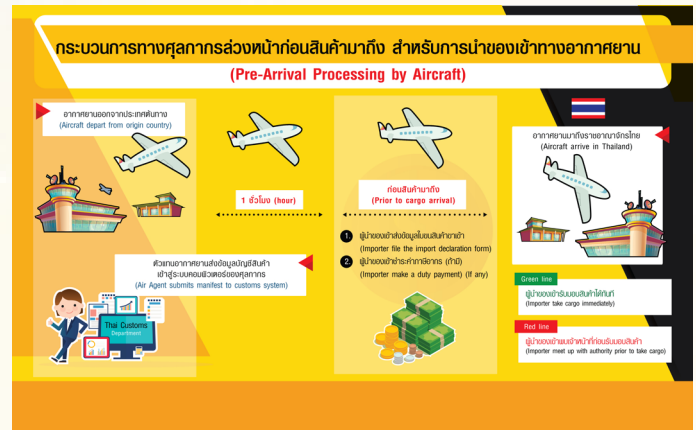 กระบวนการทางศุลกากรล่วงหน้าก่อนสินค้ามาถึง สำหรับการนำของเข้าทางอากาศยาน
(Pre-Arrival Processing by Aircraft)
อากาศยานออกจากประเทศต้นทาง
(Aircraft depart from origin country)
1 ชั่วโมง (hour)
ตัวแทนอากาศยานส่งข้อมูลบัญชีสินค้า
เข้าสู่ระบบคอมพิวเตอร์ของศุลกากร
(Air Agent submits manifest to customs system)
Thai Customs
Department
ก่อนสินค้ามาถึง
(Prior to cargo arrival)
1. ผู้นำของเข้าส่งข้อมูลใบขนสินค้าขาเข้า
(Importer file the import declaration form)
2. ผู้นำของเข้าชำระค่าภาษีอากร (ถ้ามี)
(Importer make a duty payment) (If any)
อากาศยานมาถึงราชอาณาจักรไทย
(Aircraft arrive in Thailand)
Green line
ผู้นำของเข้ารับมอบสินค้าได้ทันที
(Importer take cargo immediately)
Red line
ผู้นำของเข้าพบเจ้าหน้าที่ก่อนรับมอบสินค้า
(Importer meet up with authority prior to take cargo)